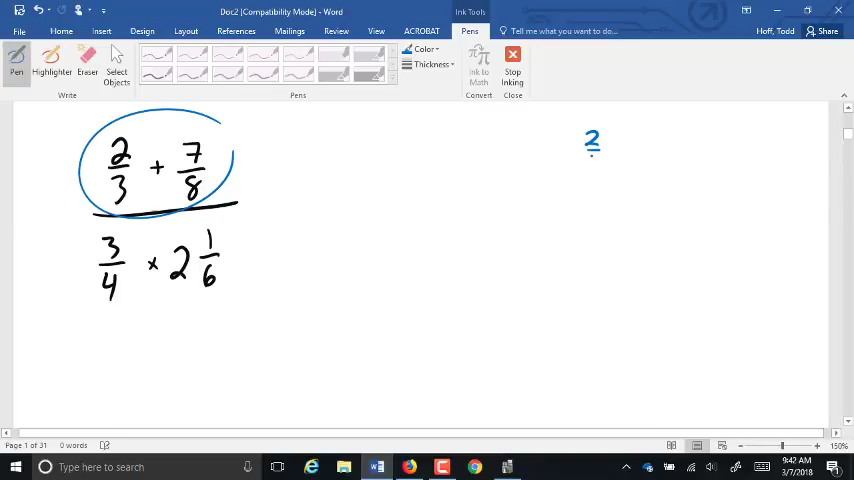 Doc2 [Compatibility Mode] - Word
Ink Tools
Hoff, Todd
File Home Insert Design Layout References Mailings Review View ACROBAT Pens Tell me what you want to do... Share
Pen Highlighter Eraser Select Objects
Color
Thickness
Ink to Math
Stop Inking
Write Pens Convert Close
2/3 + 7/8
3/4 × 2 1/6
2
Page 1 of 31 0 words 150%
Type here to search
9:42 AM
3/7/2018